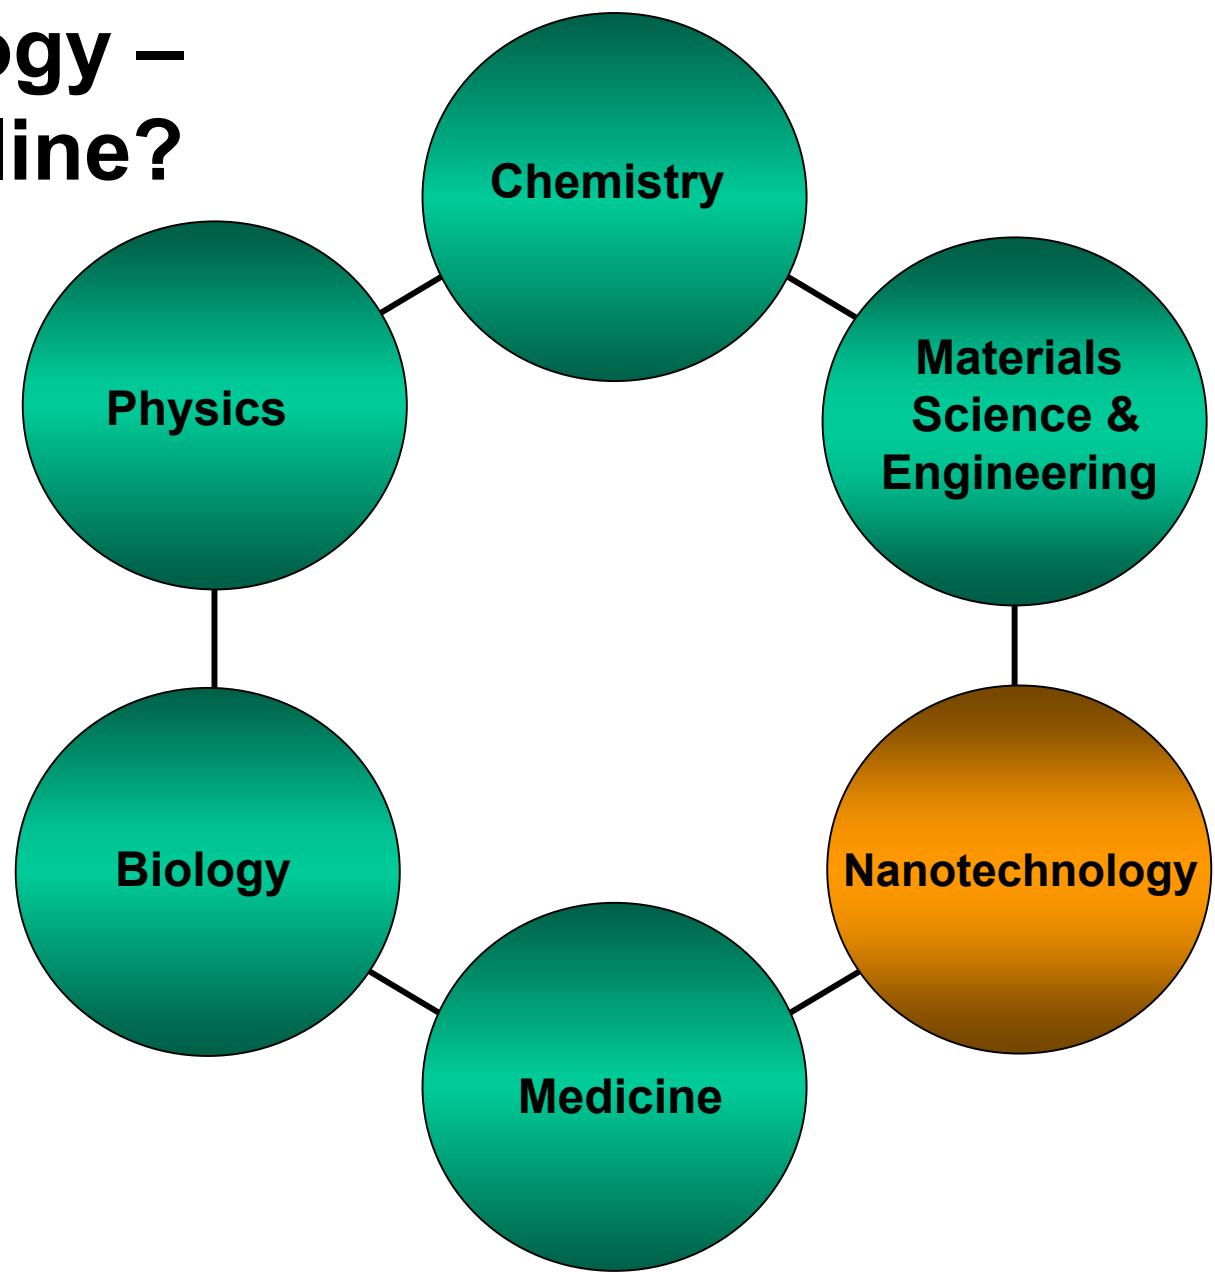 ogy –
line?
Chemistry
Physics
Materials
Science &
Engineering
Biology
Nanotechnology
Medicine